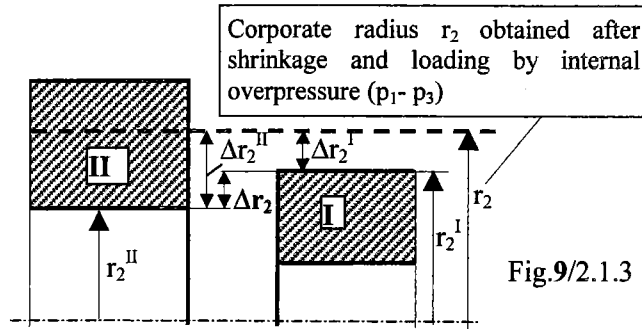 Corporate radius r₂ obtained after
shrinkage and loading by internal
overpressure (p₁- p₃)
II
Δr₂ᴵᴵ
Δr₂ᴵ
Δr₂
I
r₂
r₂ᴵᴵ
r₂ᴵ
Fig.9/2.1.3